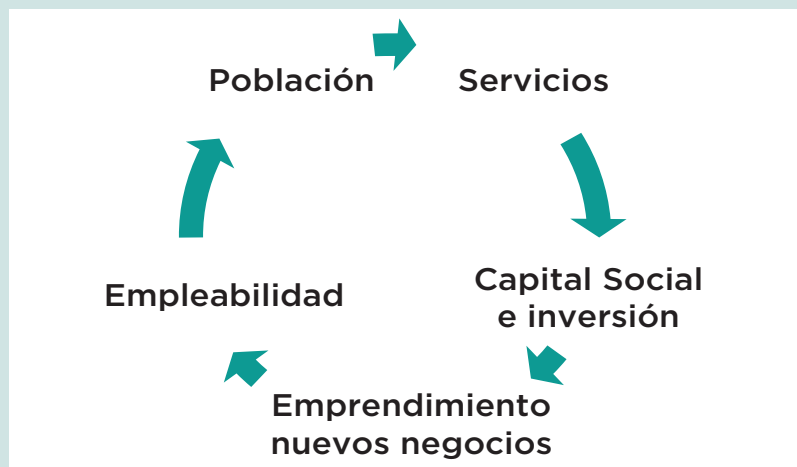 Población
Servicios
Capital Social
e inversión
Emprendimiento
nuevos negocios
Empleabilidad